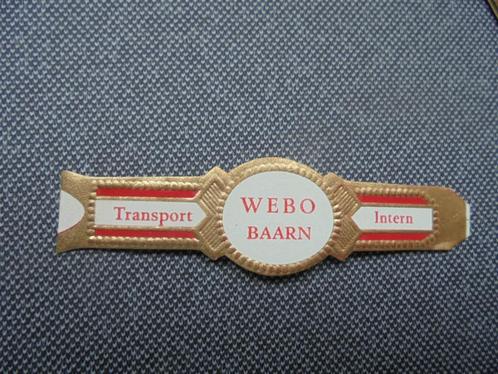 Transport
WEBO
BAARN
Intern